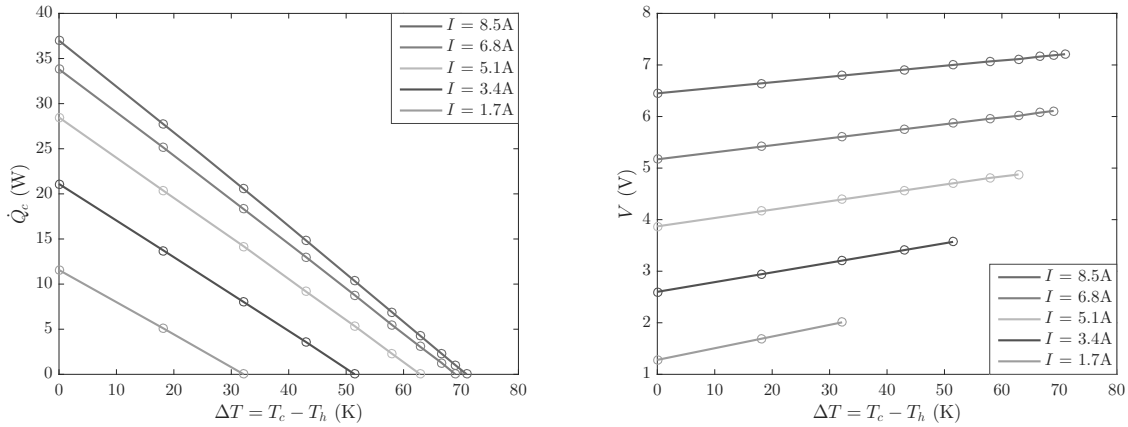 40
35
30
25
20
15
10
5
0
0 10 20 30 40 50 60 70 80
Q̇c (W)
ΔT = Tc − Th (K)
I = 8.5A
I = 6.8A
I = 5.1A
I = 3.4A
I = 1.7A
8
7
6
5
4
3
2
1
0 10 20 30 40 50 60 70 80
V (V)
ΔT = Tc − Th (K)
I = 8.5A
I = 6.8A
I = 5.1A
I = 3.4A
I = 1.7A